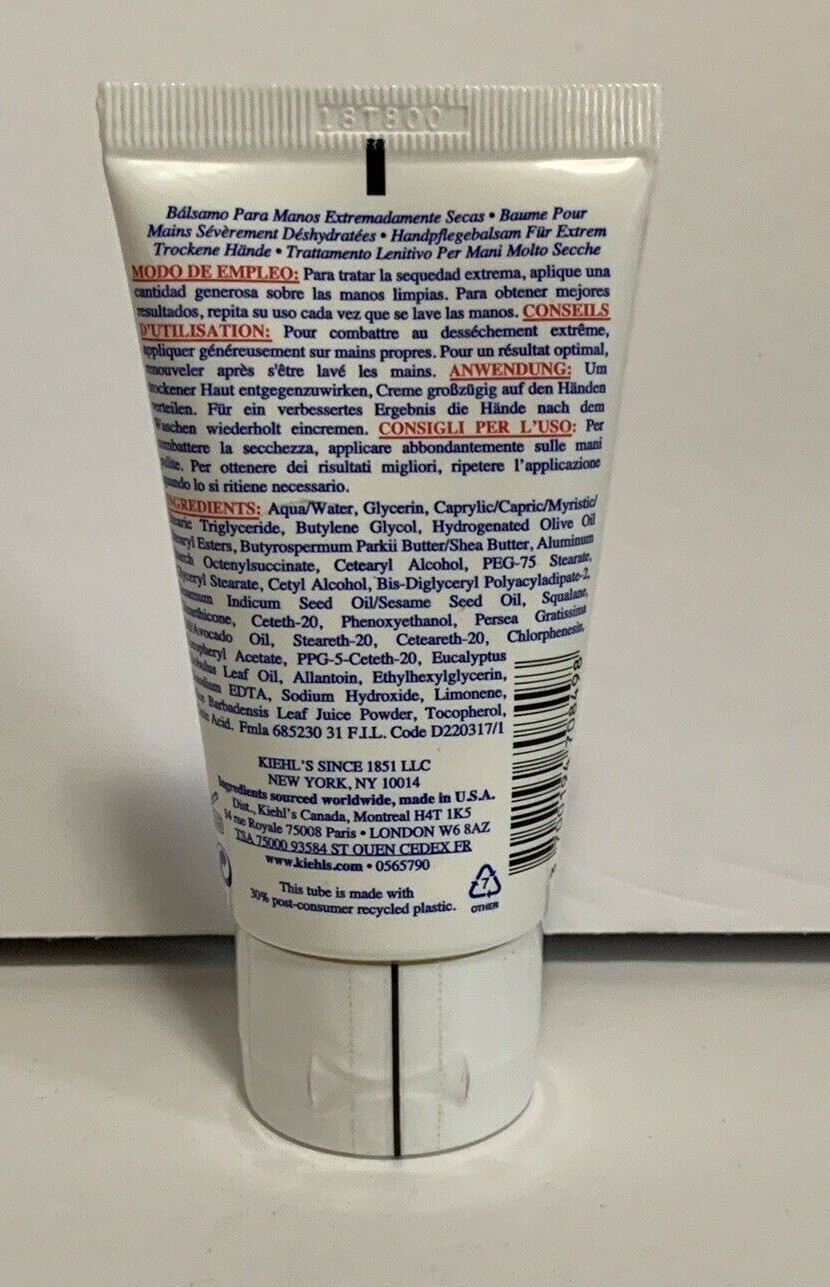 18T800
Bálsamo Para Manos Extremadamente Secas • Baume Pour
Mains Sévèrement Déshydratées • Handpflegebalsam Für Extrem
Trockene Hände • Trattamento Lenitivo Per Mani Molto Secche
MODO DE EMPLEO: Para tratar la sequedad extrema, aplique una
cantidad generosa sobre las manos limpias. Para obtener mejores
resultados, repita su uso cada vez que se lave las manos. CONSEILS
D'UTILISATION: Pour combattre au desséchement extrême,
appliquer généreusement sur mains propres. Pour un résultat optimal,
renouveler après s'être lavé les mains. ANWENDUNG: Um
trockener Haut entgegenzuwirken, Creme großzügig auf den Händen
verteilen. Für ein verbessertes Ergebnis die Hände nach dem
Waschen wiederholt eincremen. CONSIGLI PER L'USO: Per
combattere la secchezza, applicare abbondantemente sulle mani
pulite. Per ottenere dei risultati migliori, ripetere l'applicazione
quando lo si ritiene necessario.
INGREDIENTS: Aqua/Water, Glycerin, Caprylic/Capric/Myristic/
Stearic Triglyceride, Butylene Glycol, Hydrogenated Olive Oil
Stearyl Esters, Butyrospermum Parkii Butter/Shea Butter, Aluminum
Starch Octenylsuccinate, Cetearyl Alcohol, PEG-75 Stearate,
Glyceryl Stearate, Cetyl Alcohol, Bis-Diglyceryl Polyacyladipate-2,
Sesamum Indicum Seed Oil/Sesame Seed Oil, Squalane,
Dimethicone, Ceteth-20, Phenoxyethanol, Persea Gratissima
Oil/Avocado Oil, Steareth-20, Ceteareth-20, Chlorphenesin,
Tocopheryl Acetate, PPG-5-Ceteth-20, Eucalyptus
Globulus Leaf Oil, Allantoin, Ethylhexylglycerin,
Disodium EDTA, Sodium Hydroxide, Limonene,
Aloe Barbadensis Leaf Juice Powder, Tocopherol,
Acid. Fmla 685230 31 F.I.L. Code D220317/1
KIEHL'S SINCE 1851 LLC
NEW YORK, NY 10014
Ingredients sourced worldwide, made in U.S.A.
Dist., Kiehl's Canada, Montreal H4T 1K5
14 rue Royale 75008 Paris • LONDON W6 8AZ
TSA 75000 93584 ST OUEN CEDEX FR
www.kiehls.com • 0565790
This tube is made with
30% post-consumer recycled plastic.
7
OTHER